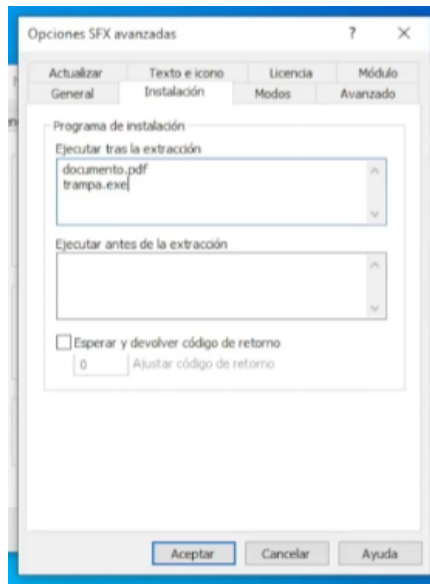 Opciones SFX avanzadas
Actualizar Texto e icono Licencia Módulo
General Instalación Modos Avanzado
Programa de instalación
Ejecutar tras la extracción
documento.pdf
trampa.exe
Ejecutar antes de la extracción
Esperar y devolver código de retorno
0 Ajustar código de retorno
Aceptar Cancelar Ayuda